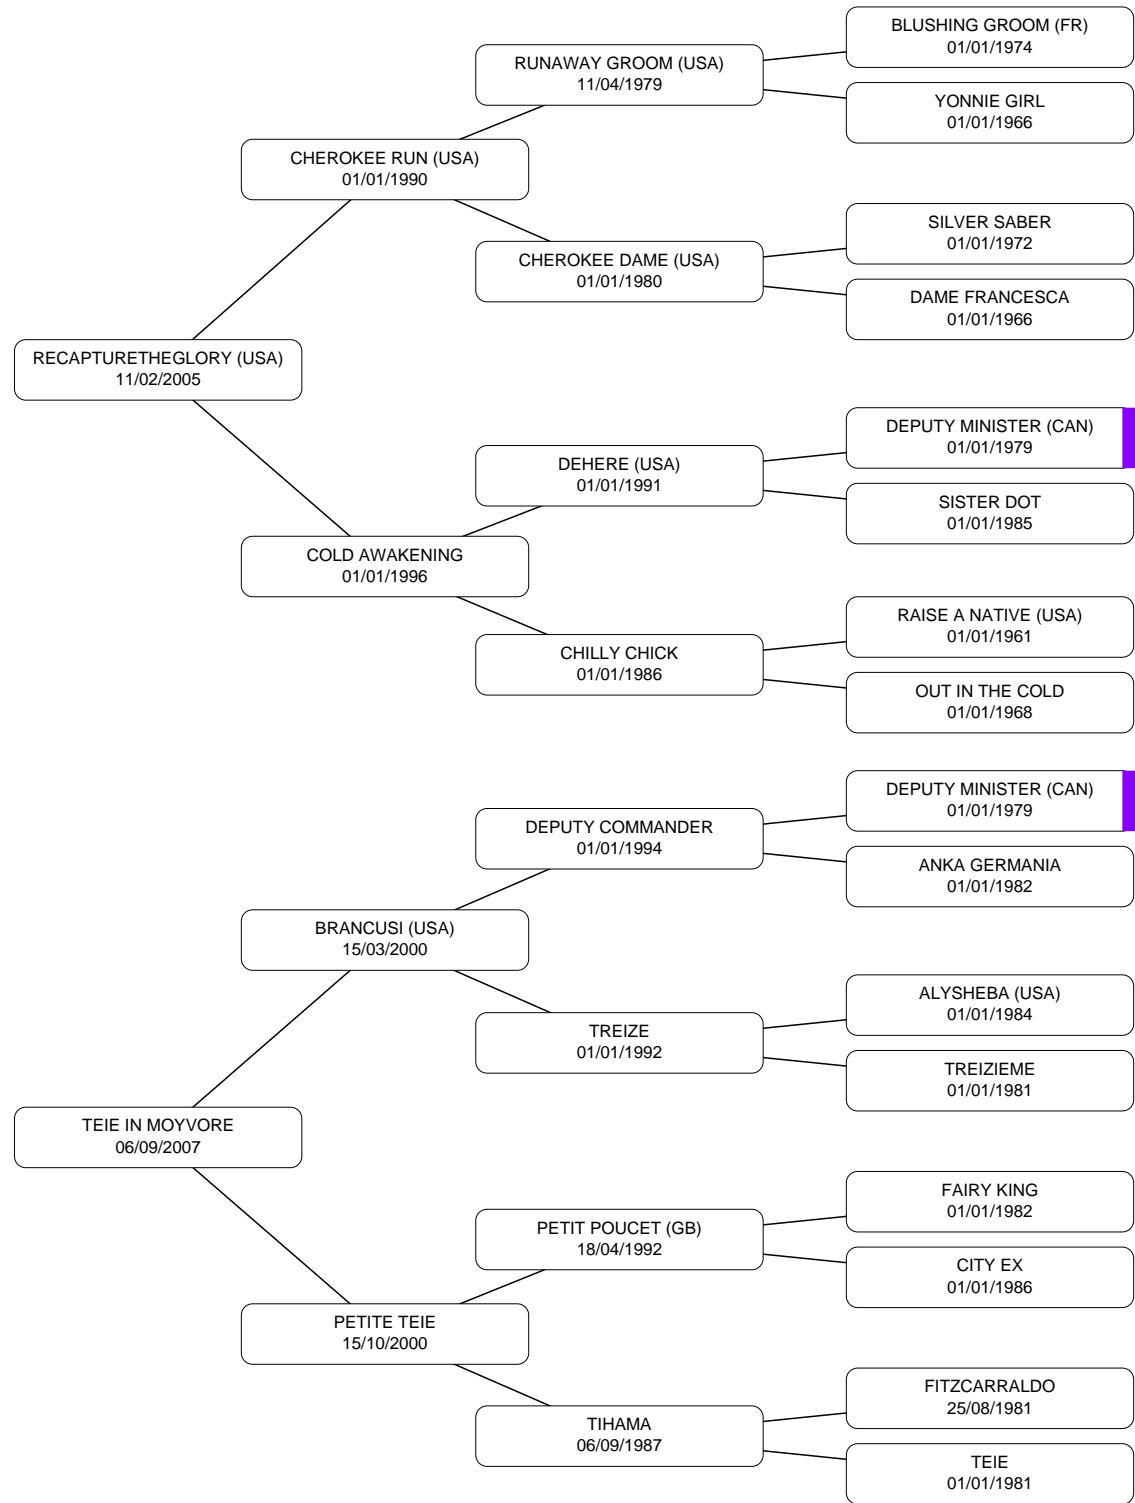 BLUSHING GROOM (FR)
01/01/1974
RUNAWAY GROOM (USA)
11/04/1979
YONNIE GIRL
01/01/1966
CHEROKEE RUN (USA)
01/01/1990
SILVER SABER
01/01/1972
CHEROKEE DAME (USA)
01/01/1980
DAME FRANCESCA
01/01/1966
RECAPTURETHEGLORY (USA)
11/02/2005
DEPUTY MINISTER (CAN)
01/01/1979
DEHERE (USA)
01/01/1991
SISTER DOT
01/01/1985
COLD AWAKENING
01/01/1996
RAISE A NATIVE (USA)
01/01/1961
CHILLY CHICK
01/01/1986
OUT IN THE COLD
01/01/1968
DEPUTY MINISTER (CAN)
01/01/1979
DEPUTY COMMANDER
01/01/1994
ANKA GERMANIA
01/01/1982
BRANCUSI (USA)
15/03/2000
ALYSHEBA (USA)
01/01/1984
TREIZE
01/01/1992
TREIZIEME
01/01/1981
TEIE IN MOYVORE
06/09/2007
FAIRY KING
01/01/1982
PETIT POUCET (GB)
18/04/1992
CITY EX
01/01/1986
PETITE TEIE
15/10/2000
FITZCARRALDO
25/08/1981
TIHAMA
06/09/1987
TEIE
01/01/1981